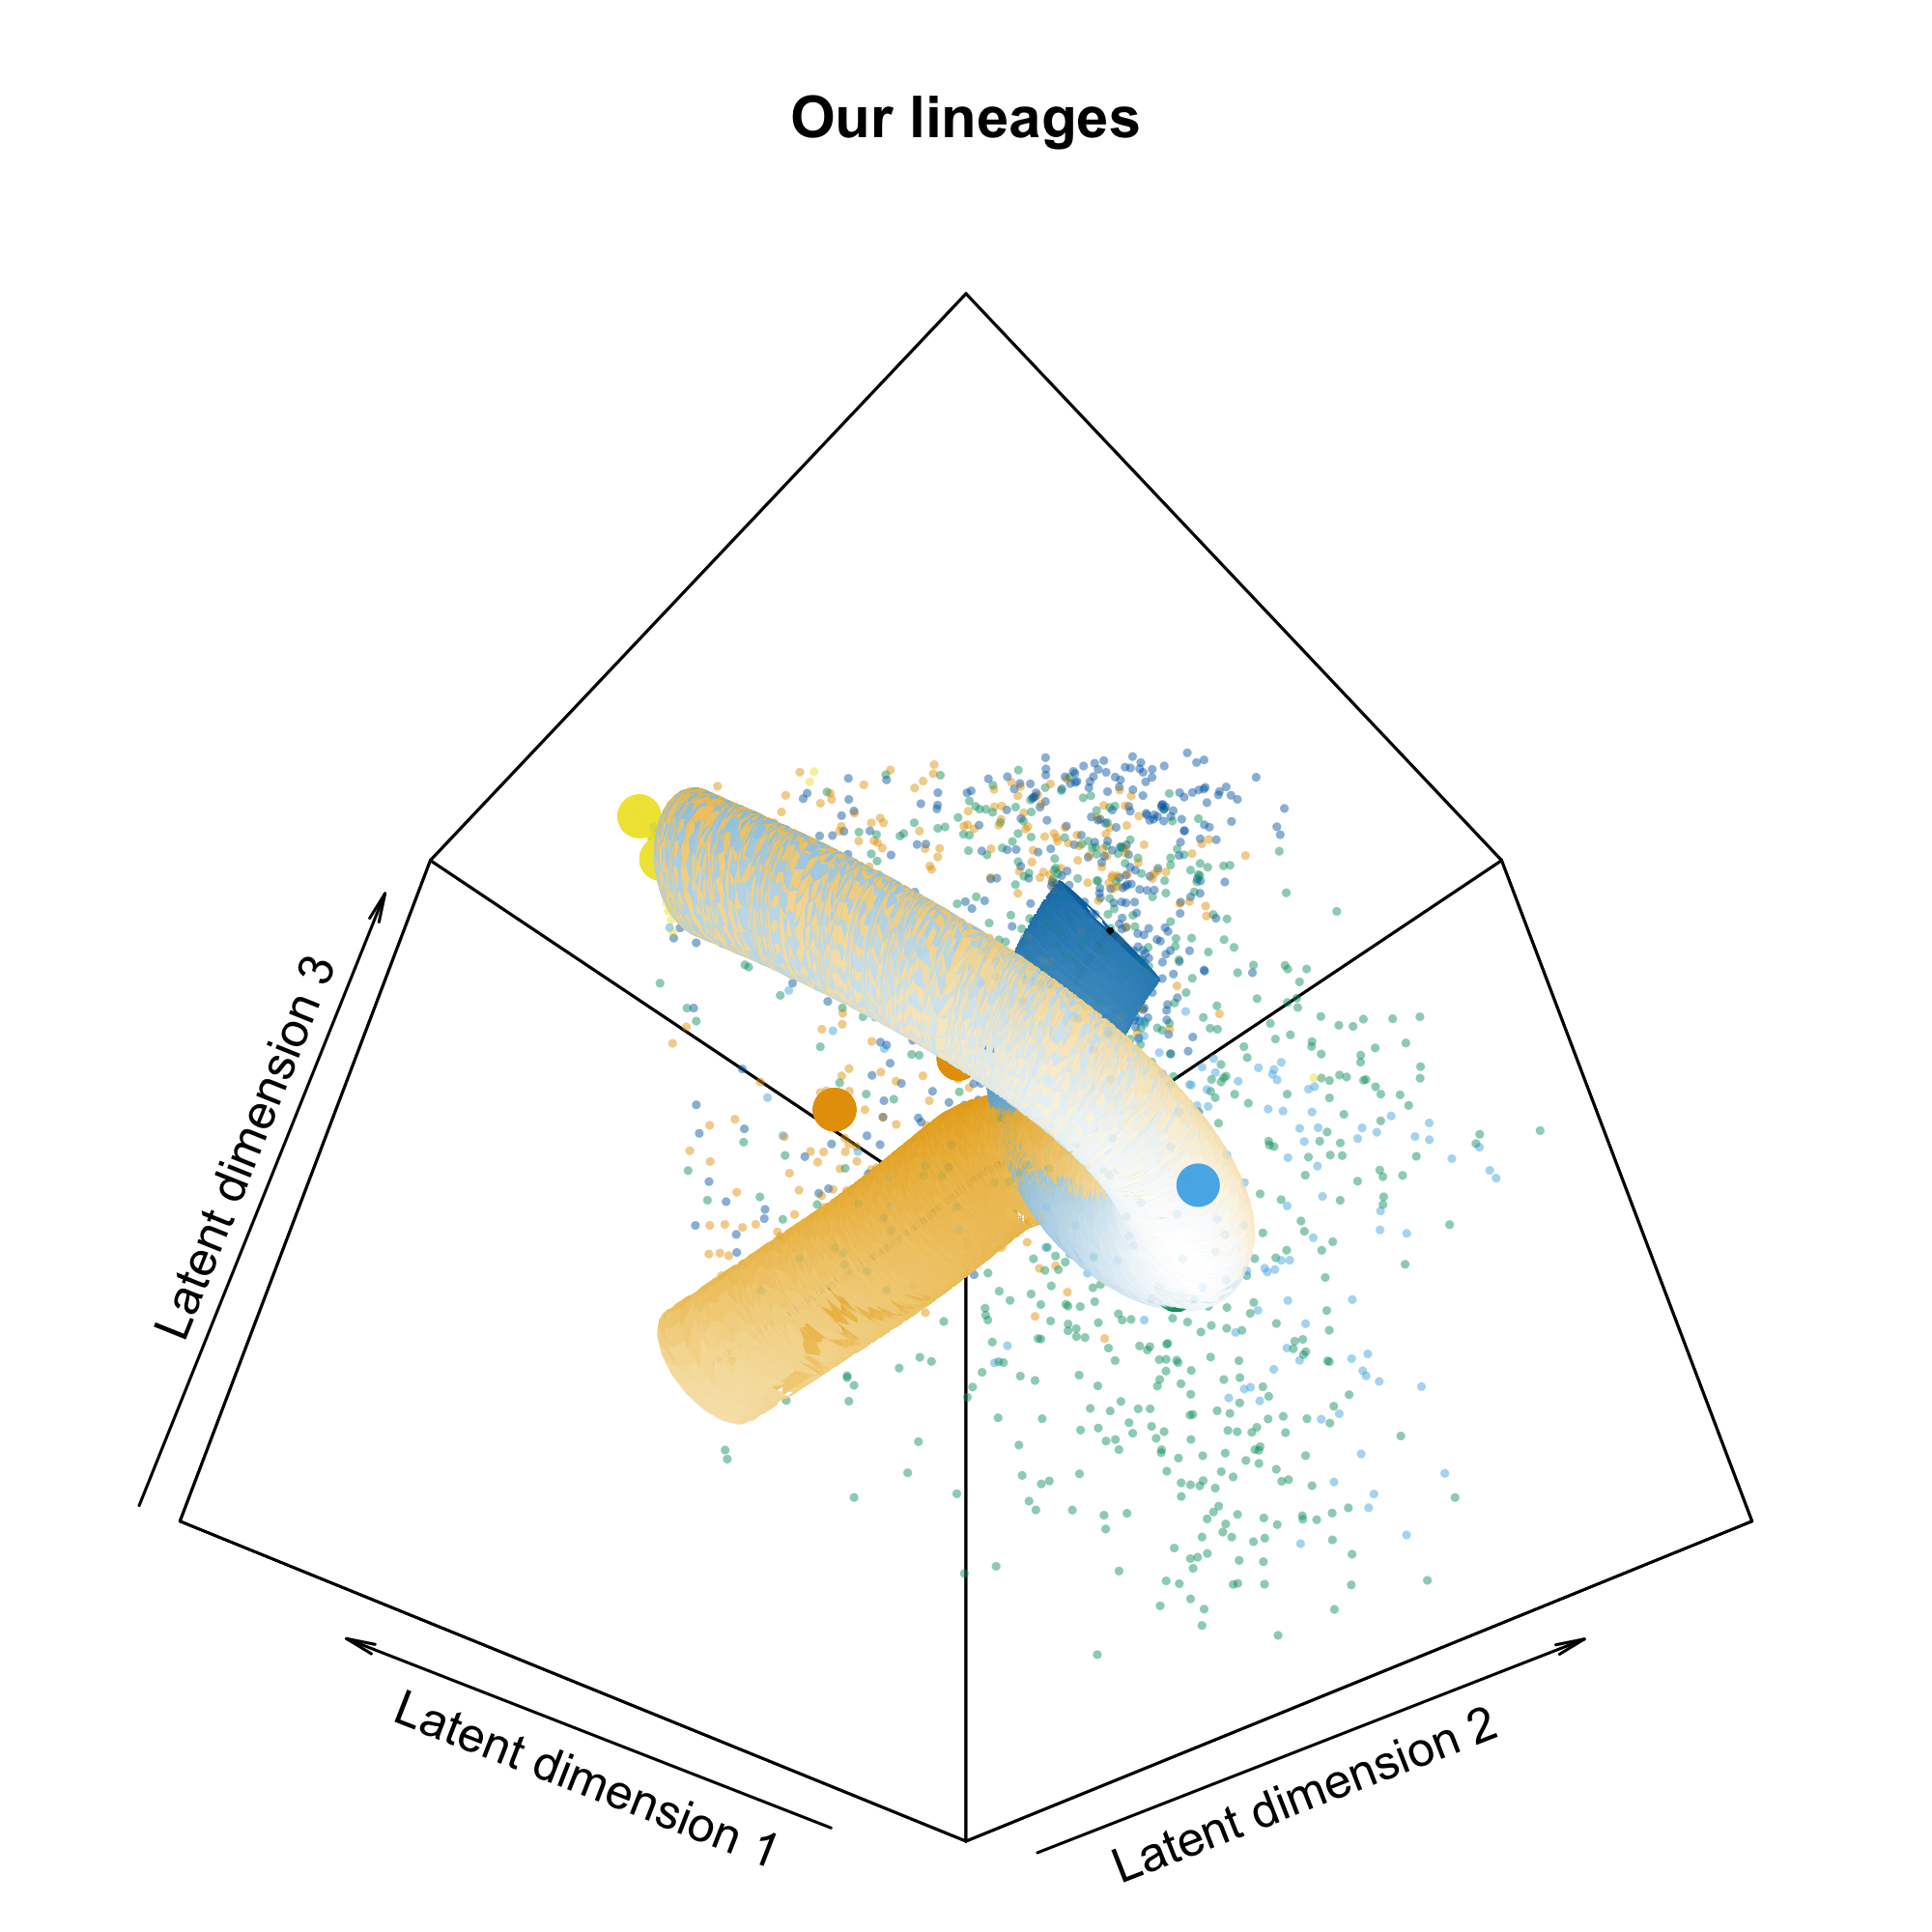 Our lineages
Latent dimension 3
Latent dimension 1
Latent dimension 2